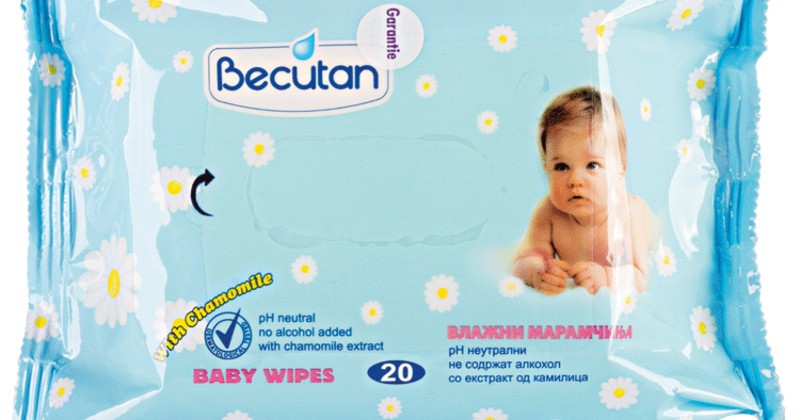 Garantie
Becutan
With Chamomile
pH neutral
no alcohol added
with chamomile extract
BABY WIPES
20
ВЛАЖНИ МАРАМЧИЊА
pH неутрални
не содржат алкохол
со екстракт од камилица